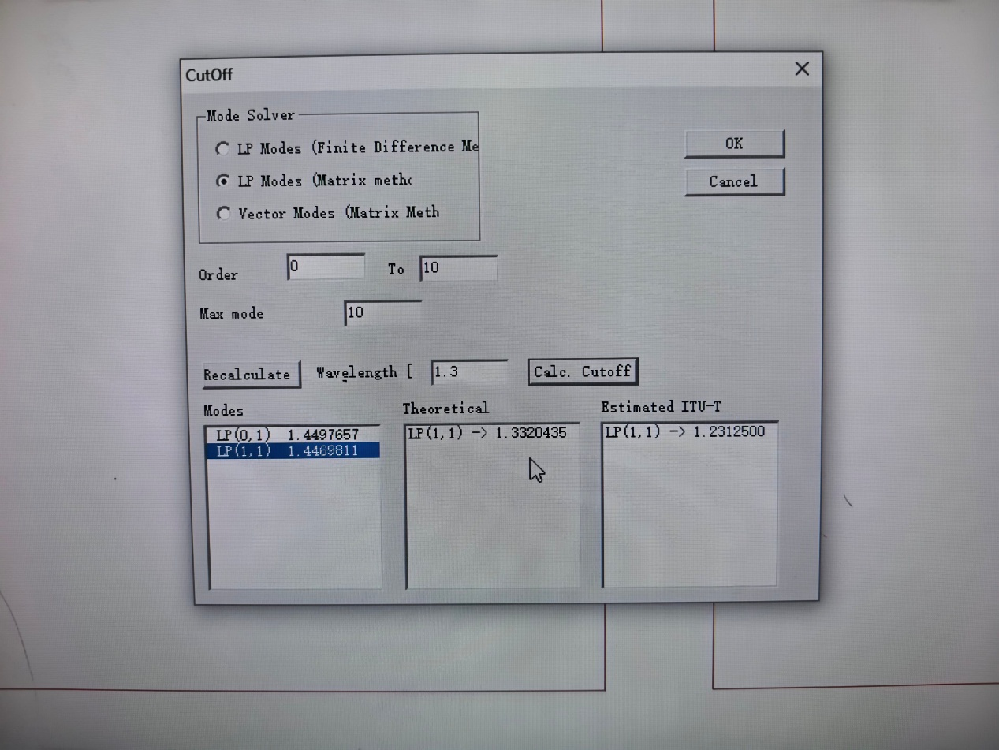 CutOff
Mode Solver
LP Modes (Finite Difference Me
LP Modes (Matrix metho
Vector Modes (Matrix Meth
OK
Cancel
Order 0 To 10
Max mode 10
Recalculate Wavelength [ 1.3 Calc. Cutoff
Modes Theoretical Estimated ITU-T
LP(0,1) 1.4497657 LP(1,1) -> 1.3320435 LP(1,1) -> 1.2312500
LP(1,1) 1.4469811